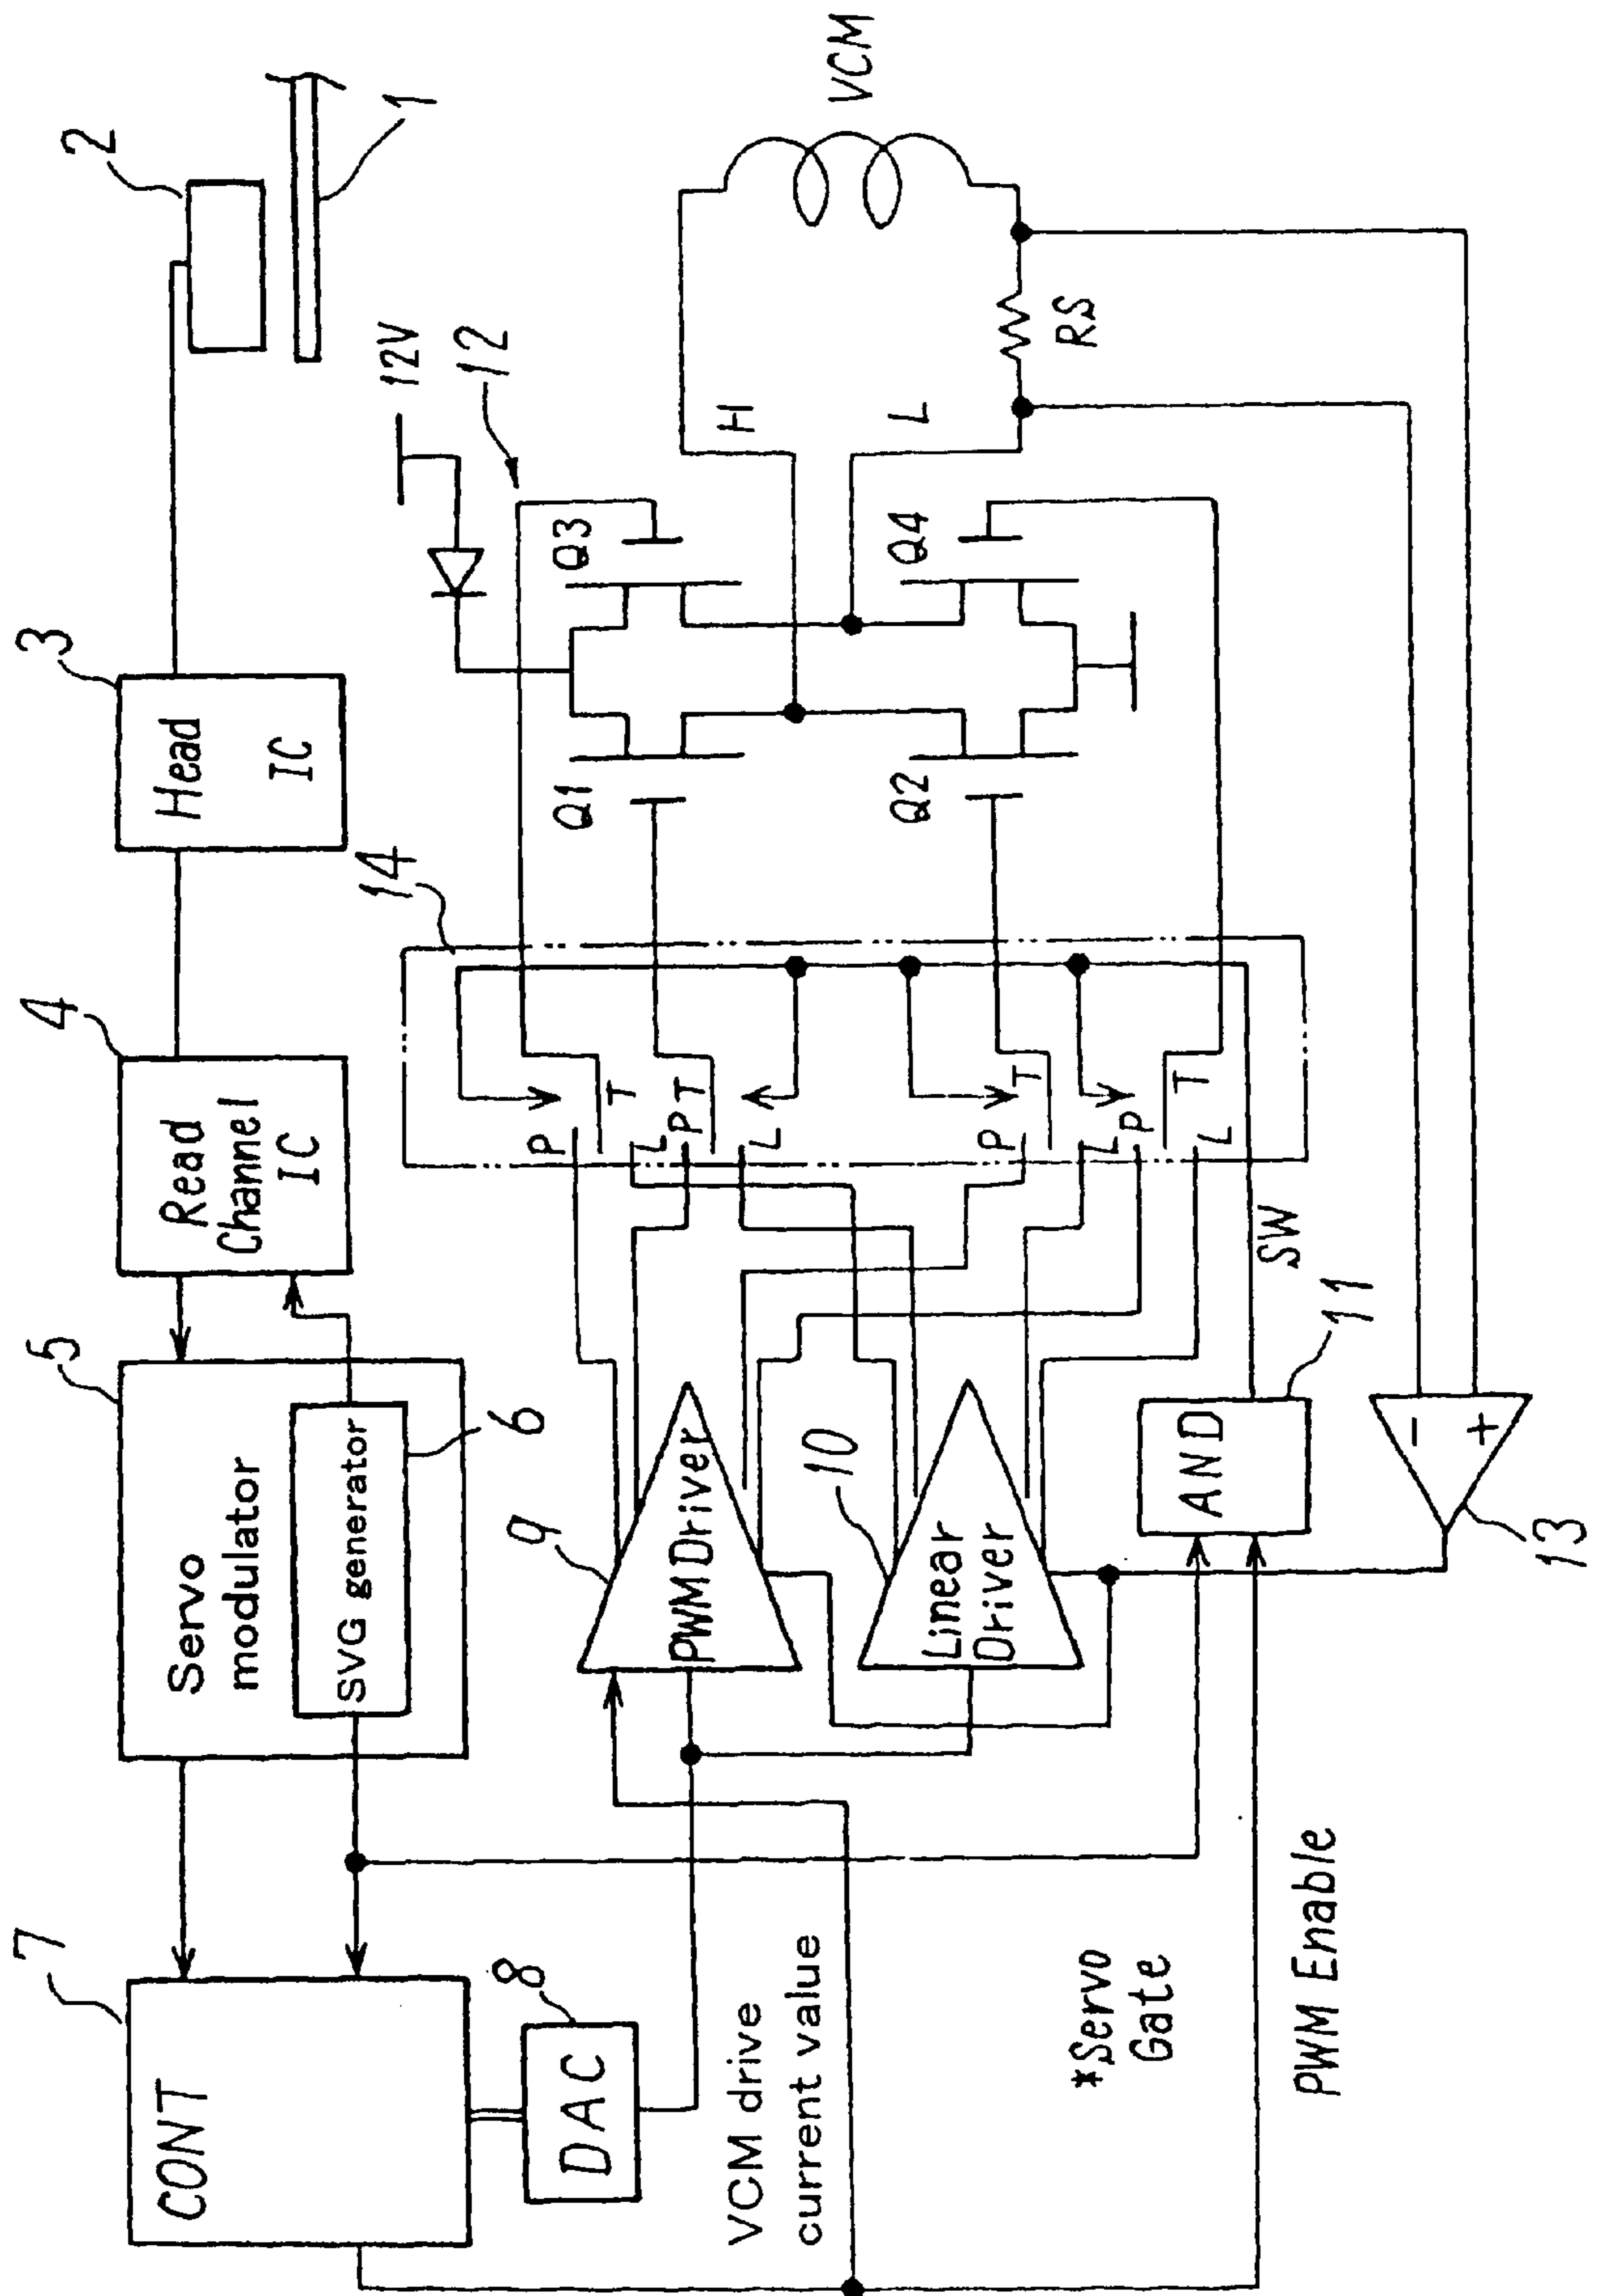 7
CONT
8
DAC
VCM drive
current value
*Servo
Gate
PWM Enable
5
Servo
modulator
SVG generator
6
9
PWM Driver
10
Linear
Driver
AND
11
SW
13
-
+
4
Read
Channel
IC
3
Head
IC
14
P
T
L
P
T
L
P
T
L
P
T
L
2
1
12V
12
Q1
Q3
Q2
Q4
H
L
RS
VCM